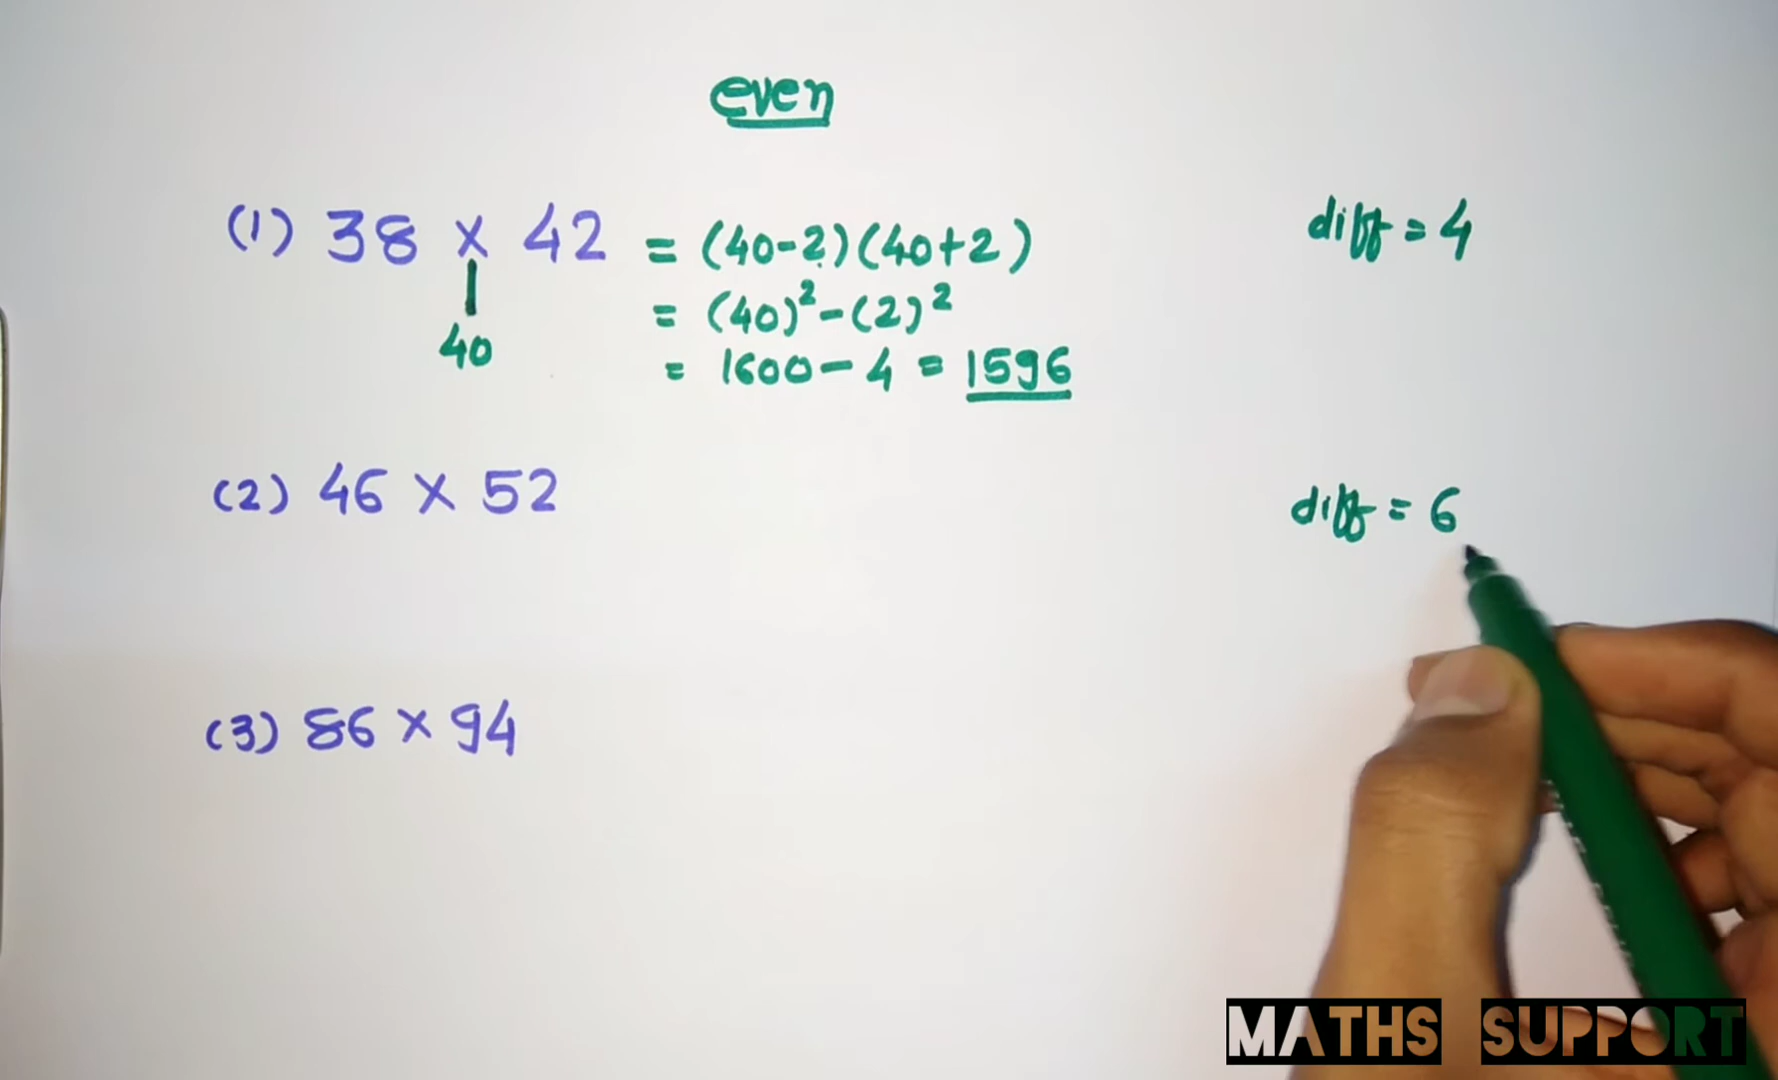 even
(1) 38 × 42 = (40-2)(40+2) diff = 4
= (40)²-(2)²
40
= 1600-4 = 1596
(2) 46 × 52 diff = 6
(3) 86 × 94
MATHS SUPPORT